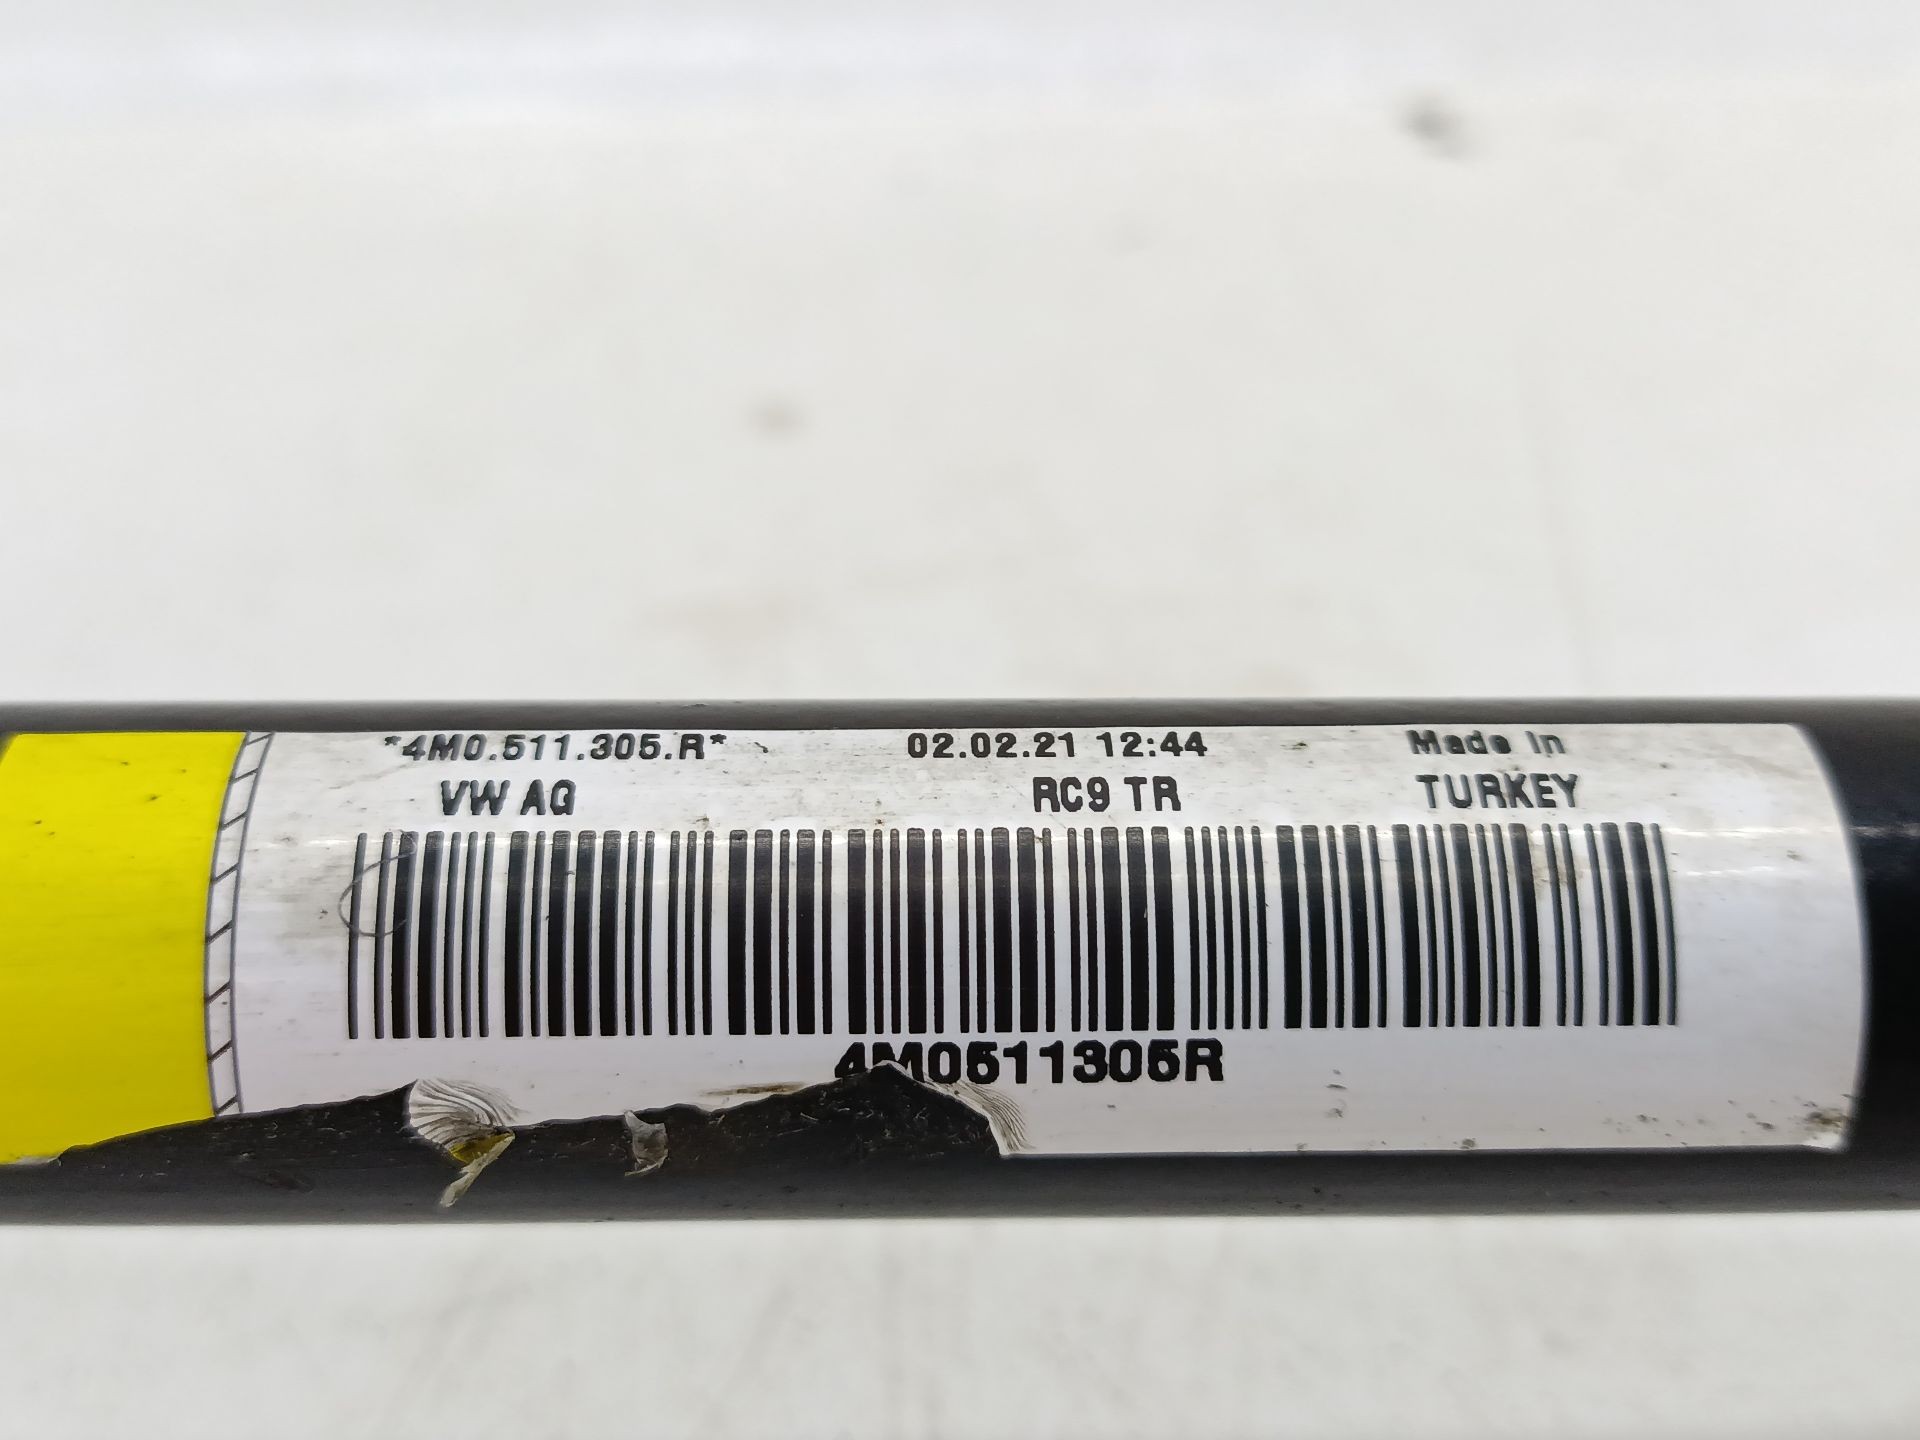 *4M0.511.305.R* 02.02.21 12:44 Made in
VW AG RC9 TR TURKEY
4M0511305R